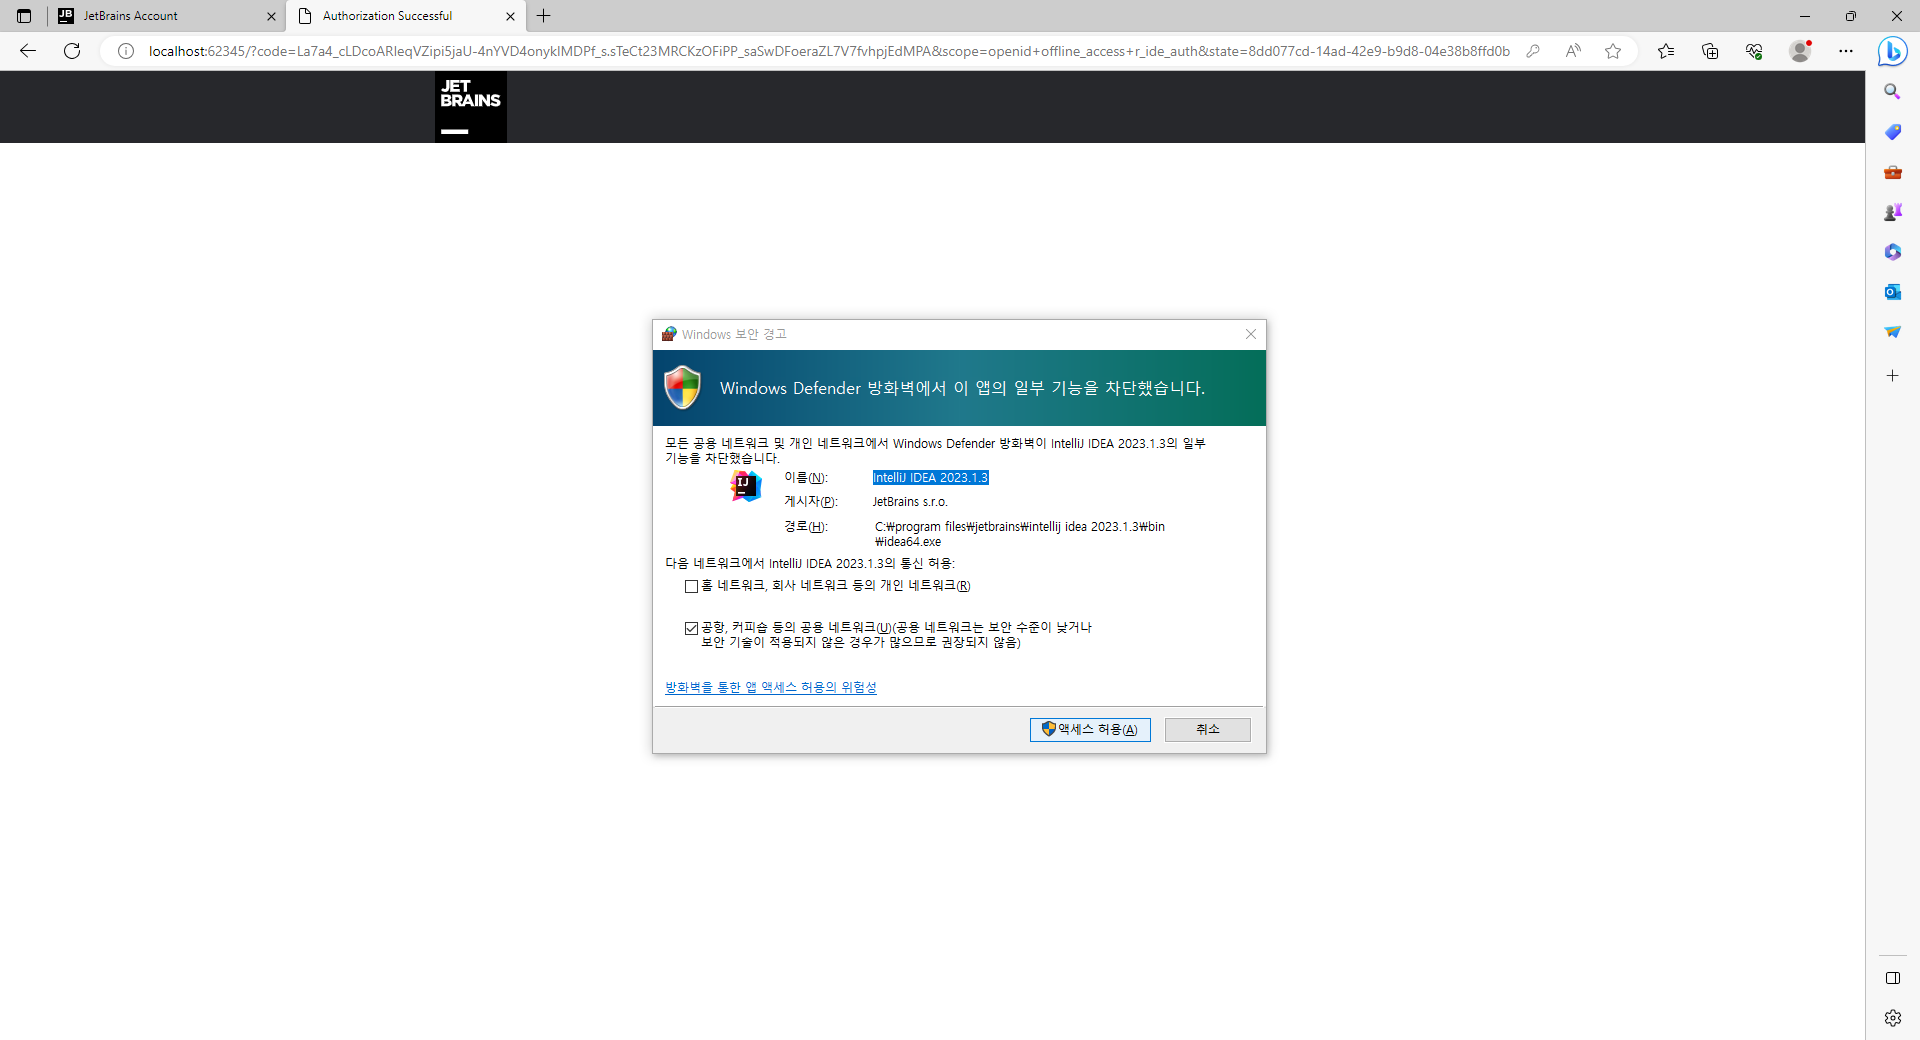 JetBrains Account
Authorization Successful
localhost:62345/?code=La7a4_cLDcoARIeqVZipi5jaU-4nYVD4onykIMDPf_s.sTeCt23MRCKzOFiPP_saSwDFoeraZL7V7fvhpjEdMPA&scope=openid+offline_access+r_ide_auth&state=8dd077cd-14ad-42e9-b9d8-04e38b8ffd0b
JET
BRAINS
Windows 보안 경고
Windows Defender 방화벽에서 이 앱의 일부 기능을 차단했습니다.
모든 공용 네트워크 및 개인 네트워크에서 Windows Defender 방화벽이 IntelliJ IDEA 2023.1.3의 일부
기능을 차단했습니다.
이름(N): IntelliJ IDEA 2023.1.3
게시자(P): JetBrains s.r.o.
경로(H): C:₩program files₩jetbrains₩intellij idea 2023.1.3₩bin
₩idea64.exe
다음 네트워크에서 IntelliJ IDEA 2023.1.3의 통신 허용:
홈 네트워크, 회사 네트워크 등의 개인 네트워크(R)
공항, 커피숍 등의 공용 네트워크(U)(공용 네트워크는 보안 수준이 낮거나
보안 기술이 적용되지 않은 경우가 많으므로 권장되지 않음)
방화벽을 통한 앱 액세스 허용의 위험성
액세스 허용(A)
취소